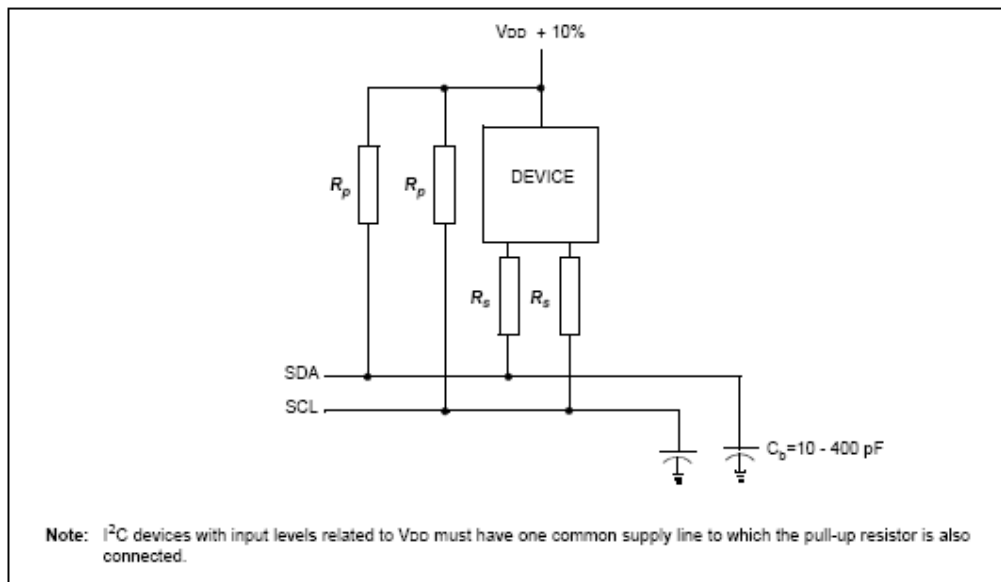 VDD + 10%
DEVICE
Rp Rp
Rs Rs
SDA
SCL
Cb=10 - 400 pF
Note: I²C devices with input levels related to VDD must have one common supply line to which the pull-up resistor is also
connected.